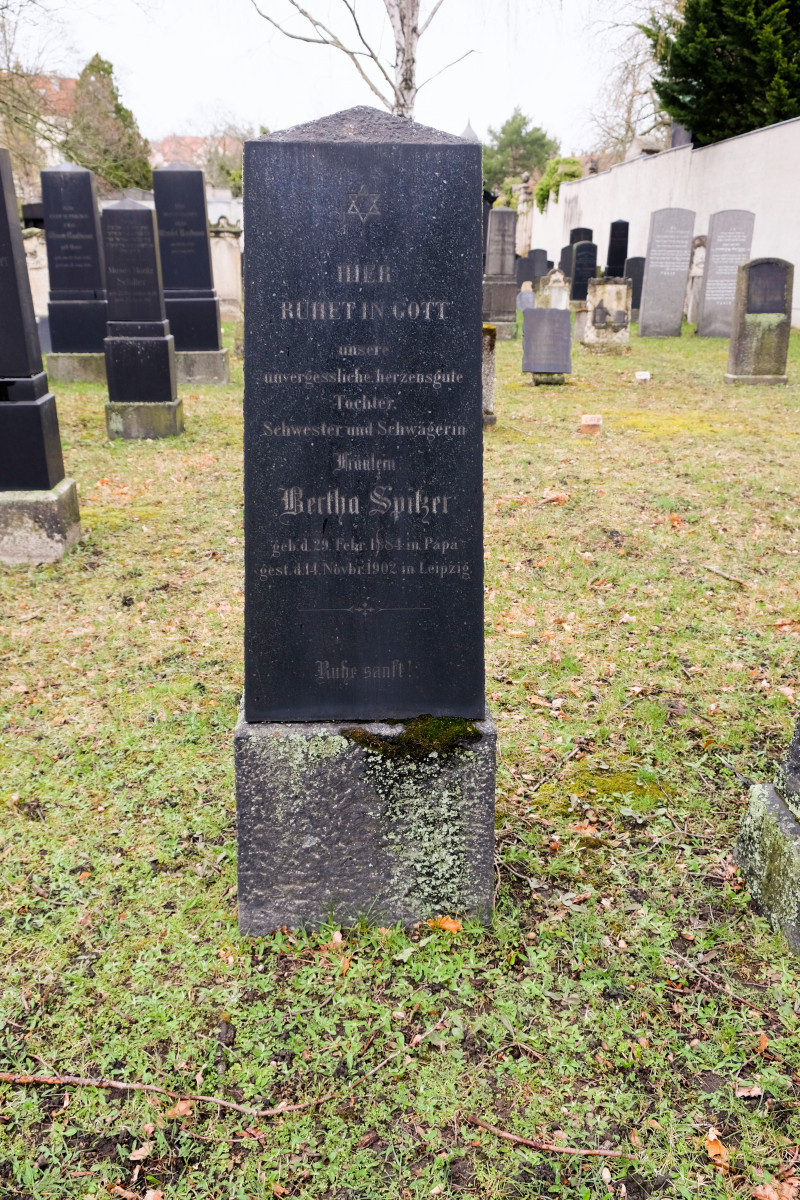 HIER
RUHET IN GOTT
unsere
unvergessliche, herzensgute
Tochter,
Schwester und Schwägerin
Fräulein
Bertha Spitzer
geb. d. 29. Febr. 1884 in Papa
gest. d. 14. Novbr. 1902 in Leipzig.
Ruhe sanft!